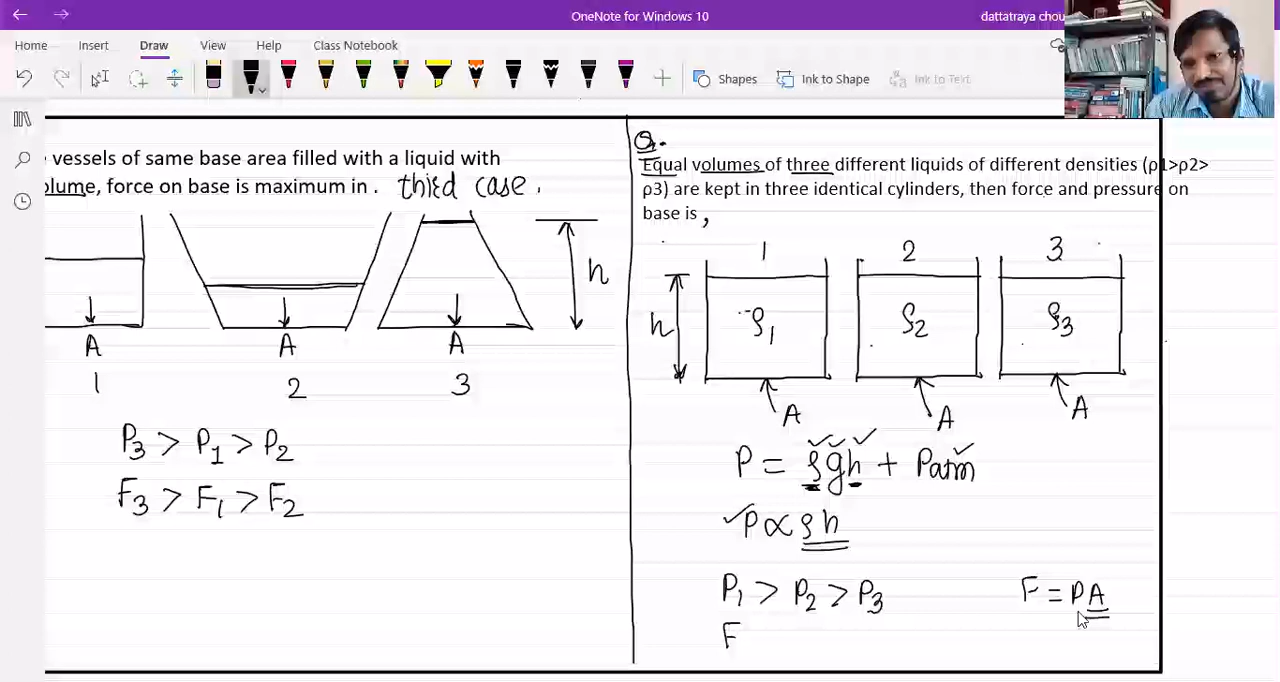 OneNote for Windows 10
dattatraya chou
Home Insert Draw View Help Class Notebook
Shapes Ink to Shape Ink to Text
vessels of same base area filled with a liquid with
olume, force on base is maximum in . third case.
h
A A A
1 2 3
P3 > P1 > P2
F3 > F1 > F2
Q.
Equal volumes of three different liquids of different densities (ρ1>ρ2>
ρ3) are kept in three identical cylinders, then force and pressure on
base is ,
1 2 3
h ρ1 ρ2 ρ3
A A A
P = ρgh + Patm
P ∝ ρh
P1 > P2 > P3 F = PA
F